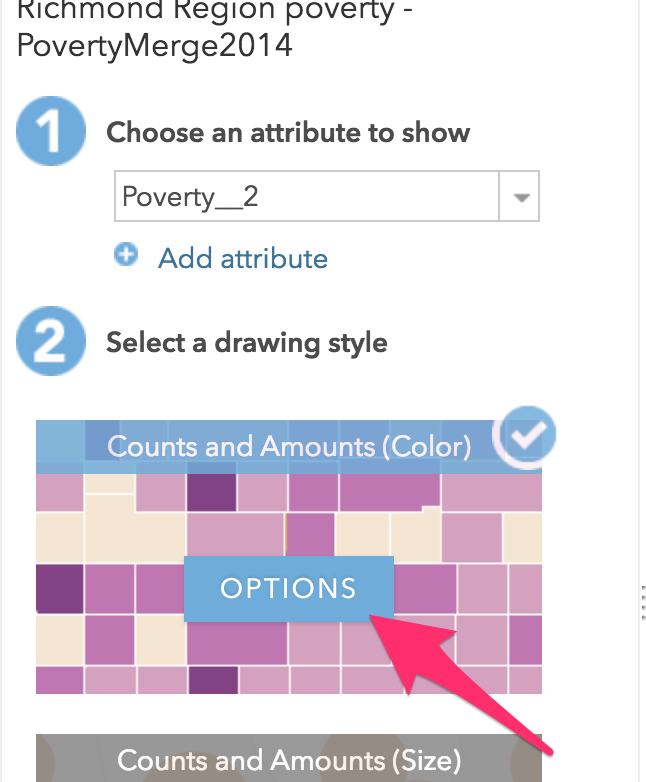 Richmond Region poverty -
PovertyMerge2014
1 Choose an attribute to show
Poverty__2
Add attribute
2 Select a drawing style
Counts and Amounts (Color)
OPTIONS
Counts and Amounts (Size)